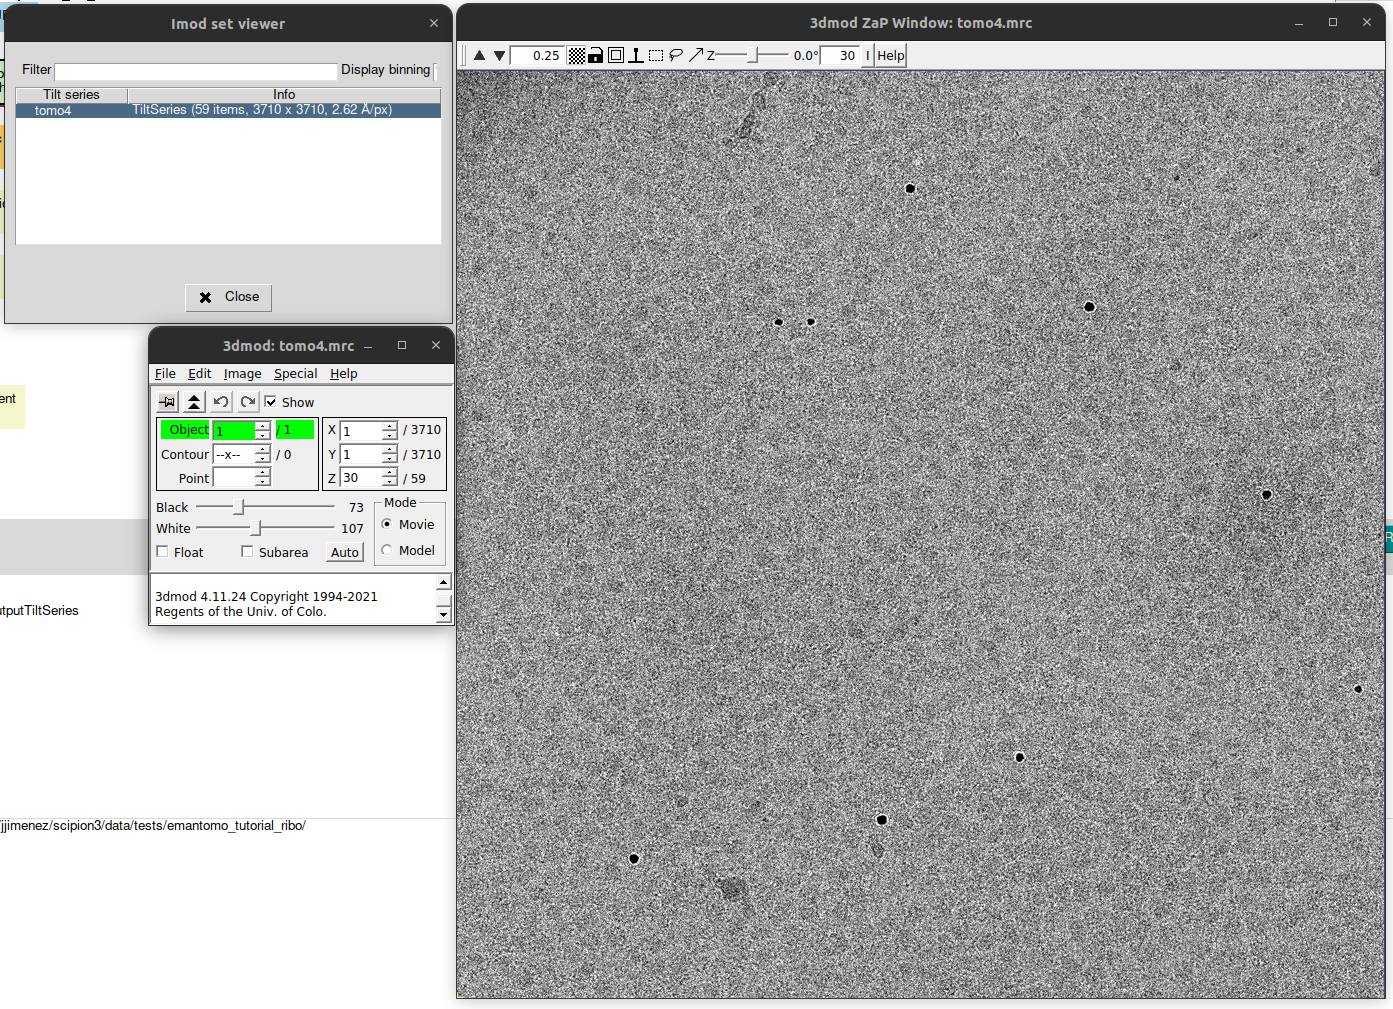 Imod set viewer
Filter
Display binning
Tilt series Info
tomo4 TiltSeries (59 items, 3710 x 3710, 2.62 Å/px)
Close
3dmod: tomo4.mrc
File Edit Image Special Help
Show
Object 1 / 1 X 1 / 3710
Contour --x-- / 0 Y 1 / 3710
Point Z 30 / 59
Black 73 Mode
White 107 Movie
Float Subarea Auto Model
3dmod 4.11.24 Copyright 1994-2021
Regents of the Univ. of Colo.
3dmod ZaP Window: tomo4.mrc
0.25 Z 0.0° 30 I Help
ent
tputTiltSeries
/jjimenez/scipion3/data/tests/emantomo_tutorial_ribo/
R